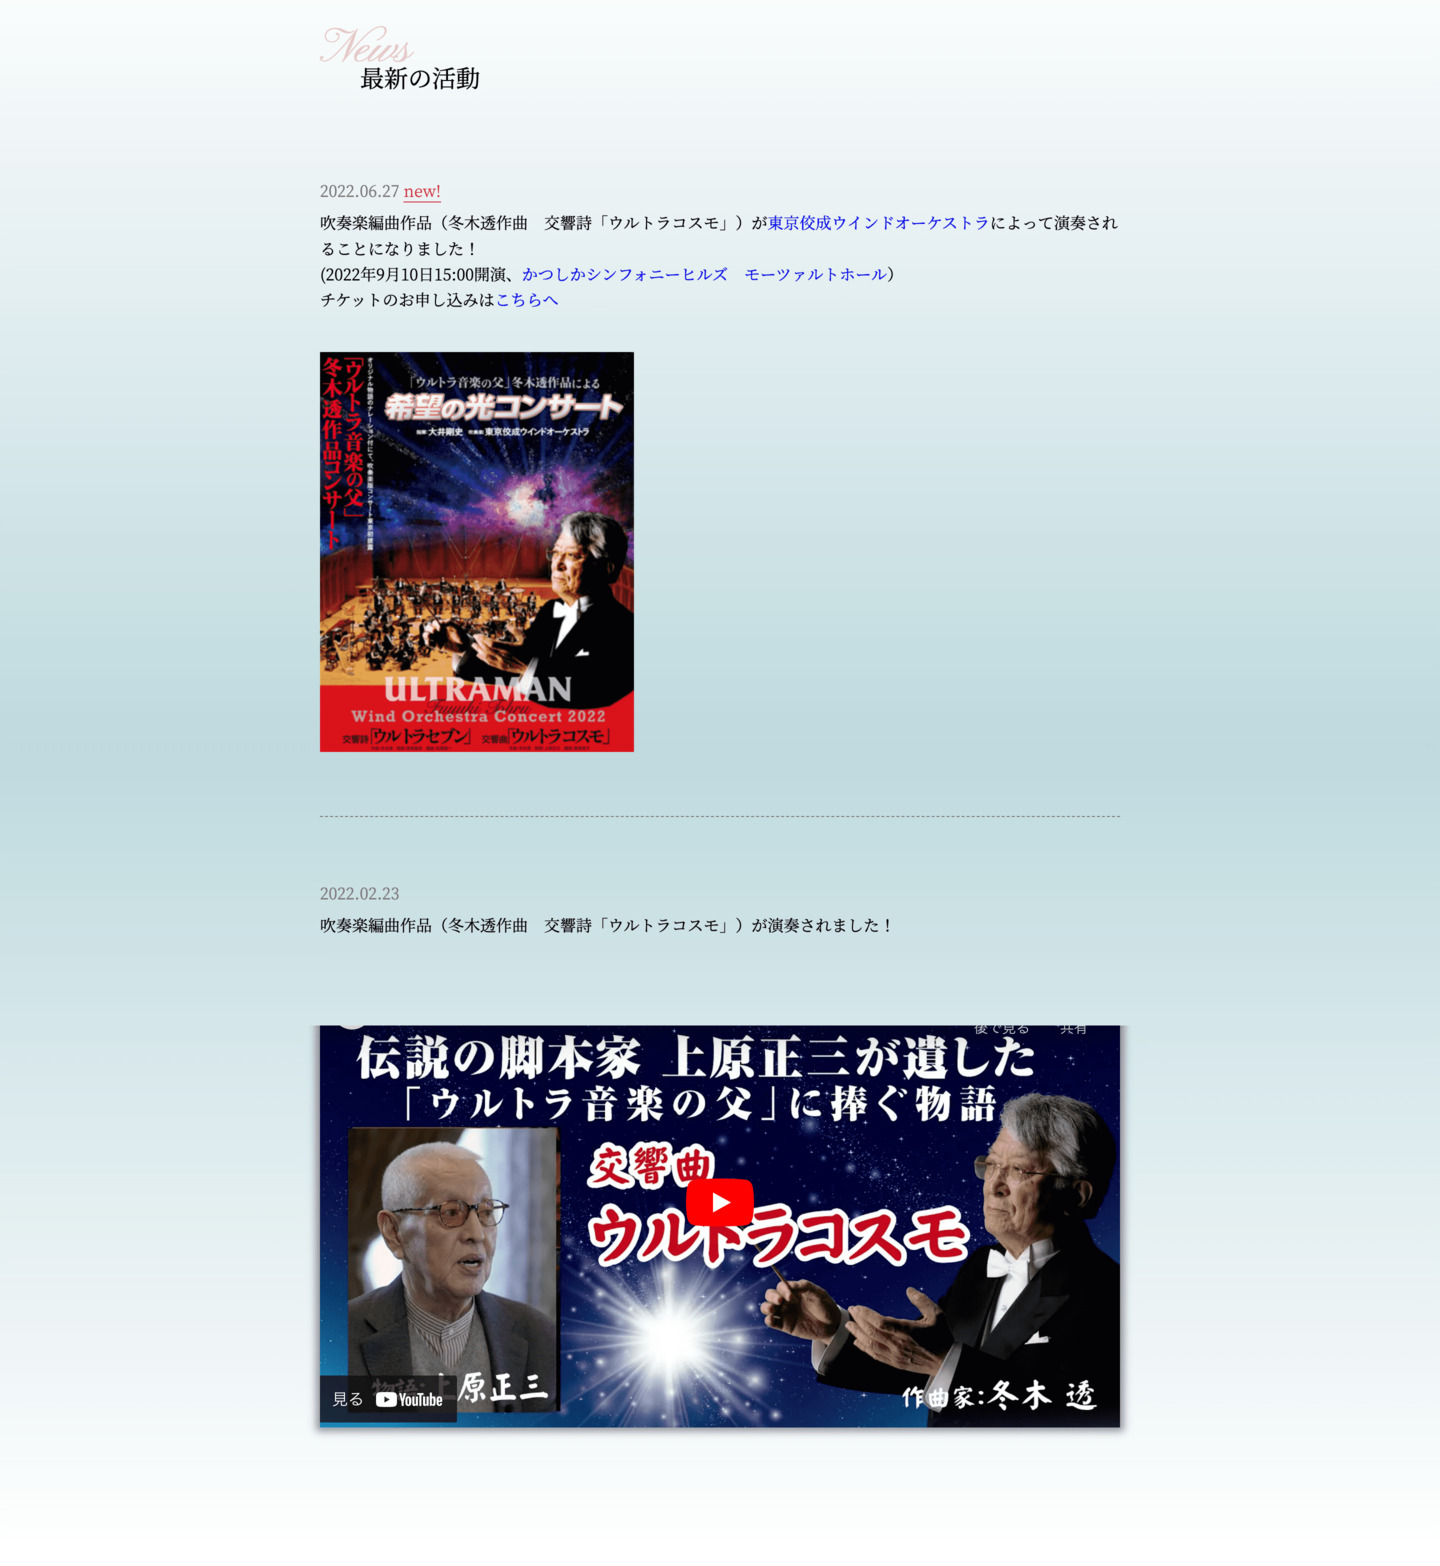 News
最新の活動
2022.06.27 new!
吹奏楽編曲作品（冬木透作曲　交響詩「ウルトラコスモ」）が東京佼成ウインドオーケストラによって演奏され
ることになりました！
(2022年9月10日15:00開演、かつしかシンフォニーヒルズ　モーツァルトホール）
チケットのお申し込みはこちらへ
「ウルトラ音楽の父」
冬木透作品コンサート
オリジナル物語のナレーション付にて、吹奏楽版コンサート東京初披露
「ウルトラ音楽の父」冬木透作品による
希望の光コンサート
指揮：大井剛史　吹奏楽：東京佼成ウインドオーケストラ
ULTRAMAN
Fuyuki Tohru
Wind Orchestra Concert 2022
交響詩「ウルトラセブン」　交響曲「ウルトラコスモ」
2022.02.23
吹奏楽編曲作品（冬木透作曲　交響詩「ウルトラコスモ」）が演奏されました！
後で見る　共有
伝説の脚本家 上原正三が遺した
「ウルトラ音楽の父」に捧ぐ物語
交響曲
ウルトラコスモ
物語：上原正三
見る YouTube
作曲家：冬木 透